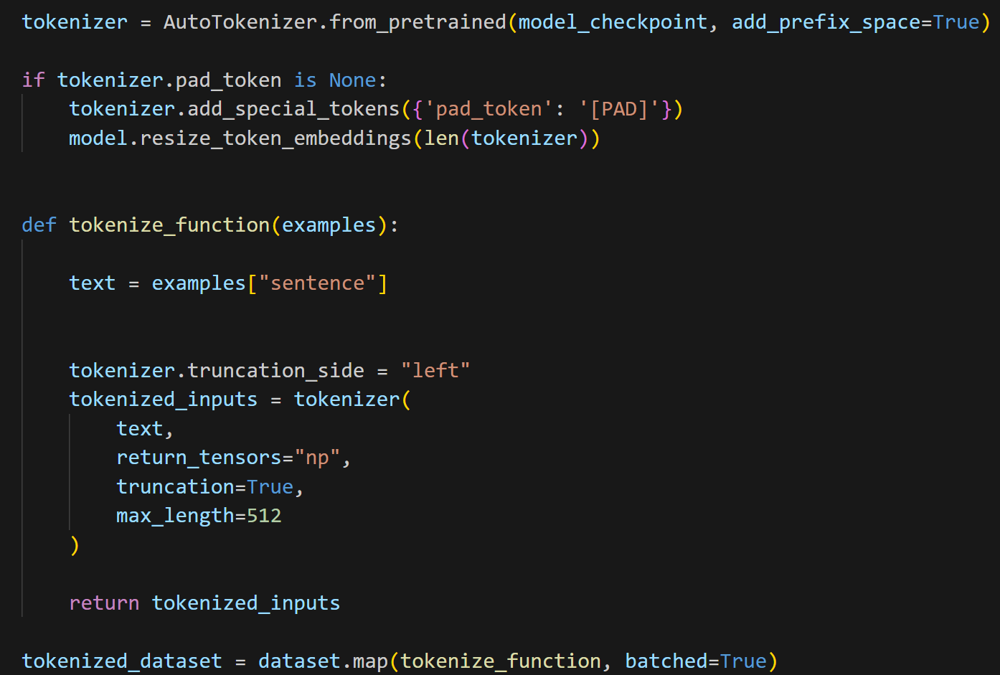 tokenizer = AutoTokenizer.from_pretrained(model_checkpoint, add_prefix_space=True)
if tokenizer.pad_token is None:
    tokenizer.add_special_tokens({'pad_token': '[PAD]'})
    model.resize_token_embeddings(len(tokenizer))
def tokenize_function(examples):
    text = examples["sentence"]
    tokenizer.truncation_side = "left"
    tokenized_inputs = tokenizer(
        text,
        return_tensors="np",
        truncation=True,
        max_length=512
    )
    return tokenized_inputs
tokenized_dataset = dataset.map(tokenize_function, batched=True)